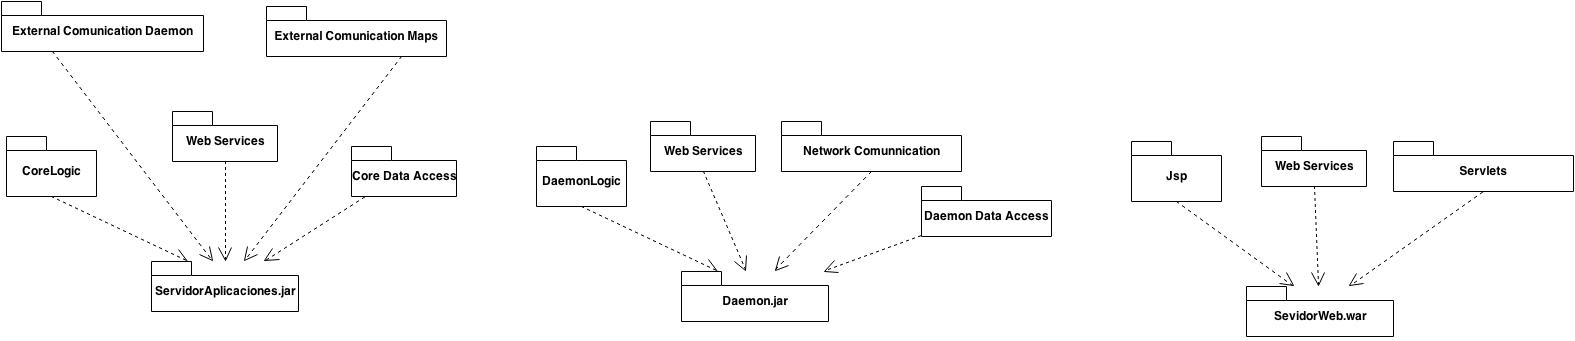 External Comunication Daemon
External Comunication Maps
Web Services
CoreLogic
Core Data Access
ServidorAplicaciones.jar
Web Services
Network Comunnication
DaemonLogic
Daemon Data Access
Daemon.jar
Jsp
Web Services
Servlets
SevidorWeb.war